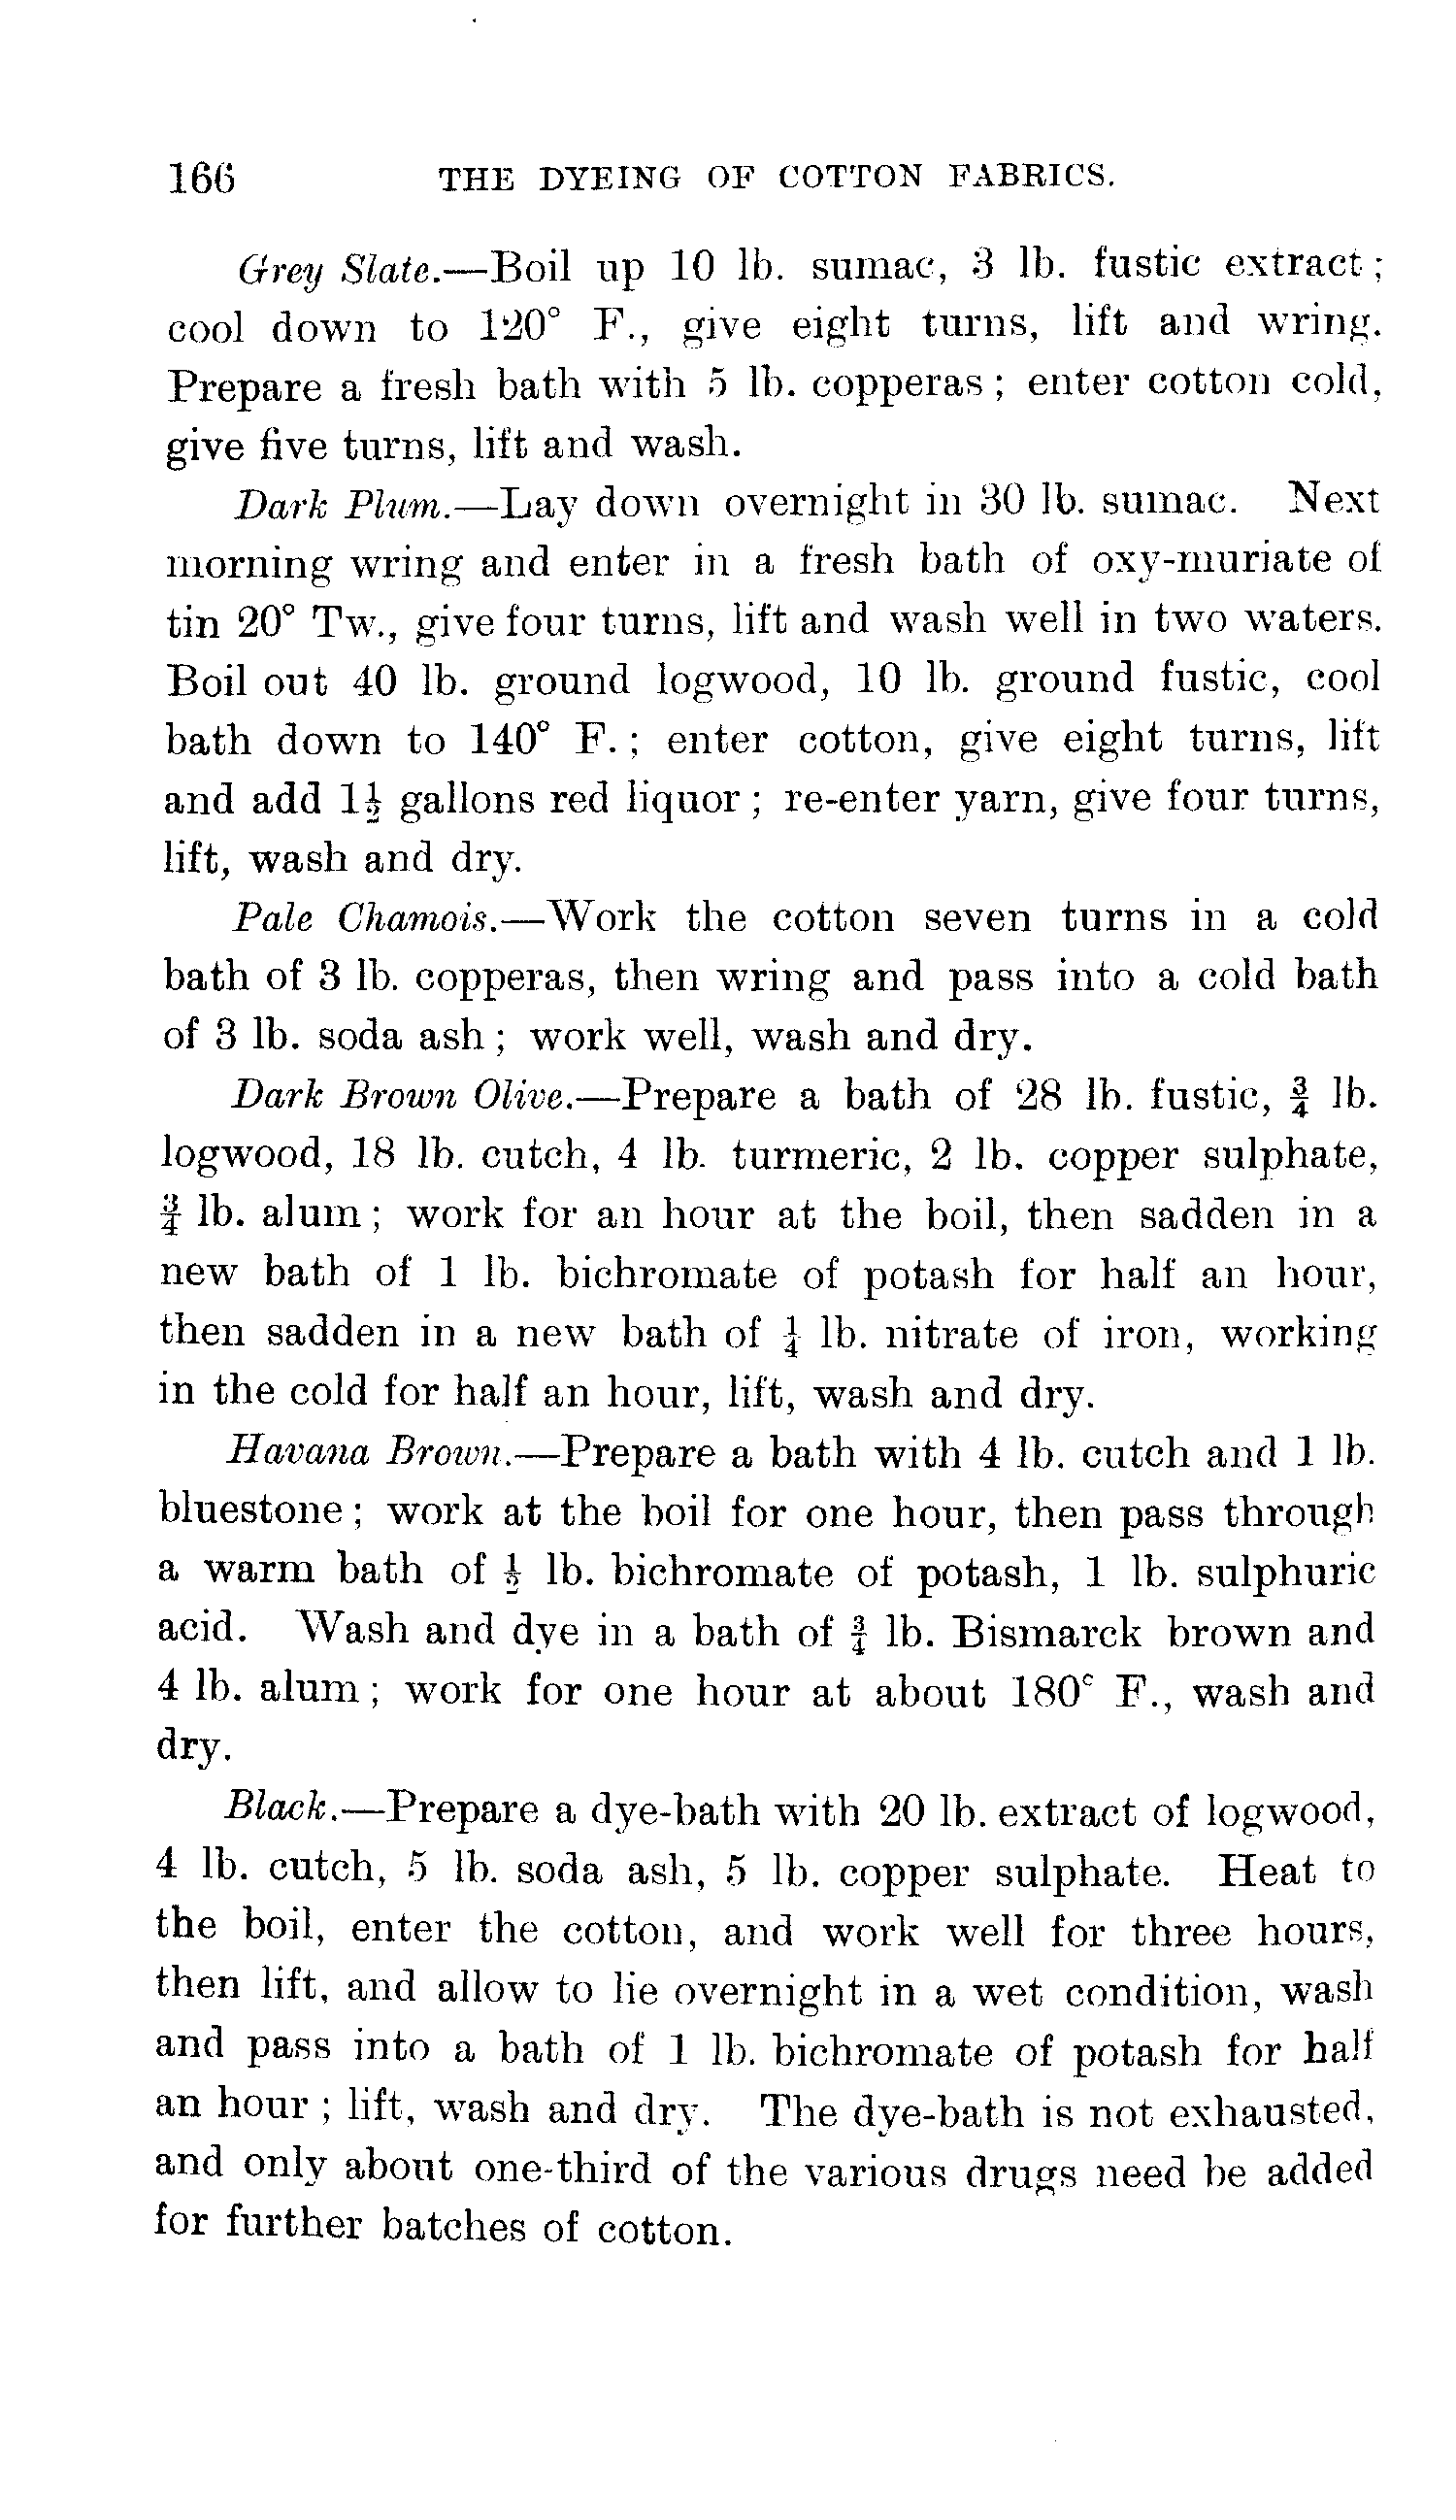 166 THE DYEING OF COTTON FABRICS.
Grey Slate.—Boil up 10 lb. sumac, 3 lb. fustic extract;
cool down to 120° F., give eight turns, lift and wring.
Prepare a fresh bath with 5 lb. copperas; enter cotton cold,
give five turns, lift and wash.
Dark Plum.—Lay down overnight in 30 lb. sumac. Next
morning wring and enter in a fresh bath of oxy-muriate of
tin 20° Tw., give four turns, lift and wash well in two waters.
Boil out 40 lb. ground logwood, 10 lb. ground fustic, cool
bath down to 140° F.; enter cotton, give eight turns, lift
and add 1½ gallons red liquor; re-enter yarn, give four turns,
lift, wash and dry.
Pale Chamois.—Work the cotton seven turns in a cold
bath of 3 lb. copperas, then wring and pass into a cold bath
of 3 lb. soda ash; work well, wash and dry.
Dark Brown Olive.—Prepare a bath of 28 lb. fustic, ¾ lb.
logwood, 18 lb. cutch, 4 lb. turmeric, 2 lb. copper sulphate,
¾ lb. alum; work for an hour at the boil, then sadden in a
new bath of 1 lb. bichromate of potash for half an hour,
then sadden in a new bath of ¼ lb. nitrate of iron, working
in the cold for half an hour, lift, wash and dry.
Havana Brown.—Prepare a bath with 4 lb. cutch and 1 lb.
bluestone; work at the boil for one hour, then pass through
a warm bath of ½ lb. bichromate of potash, 1 lb. sulphuric
acid. Wash and dye in a bath of ¾ lb. Bismarck brown and
4 lb. alum; work for one hour at about 180° F., wash and
dry.
Black.—Prepare a dye-bath with 20 lb. extract of logwood,
4 lb. cutch, 5 lb. soda ash, 5 lb. copper sulphate. Heat to
the boil, enter the cotton, and work well for three hours,
then lift, and allow to lie overnight in a wet condition, wash
and pass into a bath of 1 lb. bichromate of potash for half
an hour; lift, wash and dry. The dye-bath is not exhausted,
and only about one-third of the various drugs need be added
for further batches of cotton.